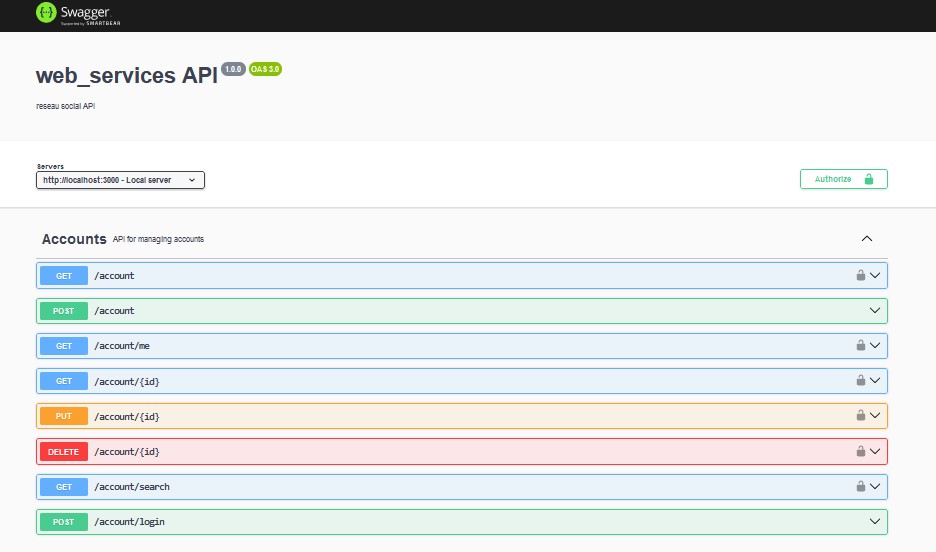 Swagger
Supported by SMARTBEAR
web_services API 1.0.0 OAS 3.0
reseau social API
Servers
http://localhost:3000 - Local server
Authorize
Accounts API for managing accounts
GET /account
POST /account
GET /account/me
GET /account/{id}
PUT /account/{id}
DELETE /account/{id}
GET /account/search
POST /account/login